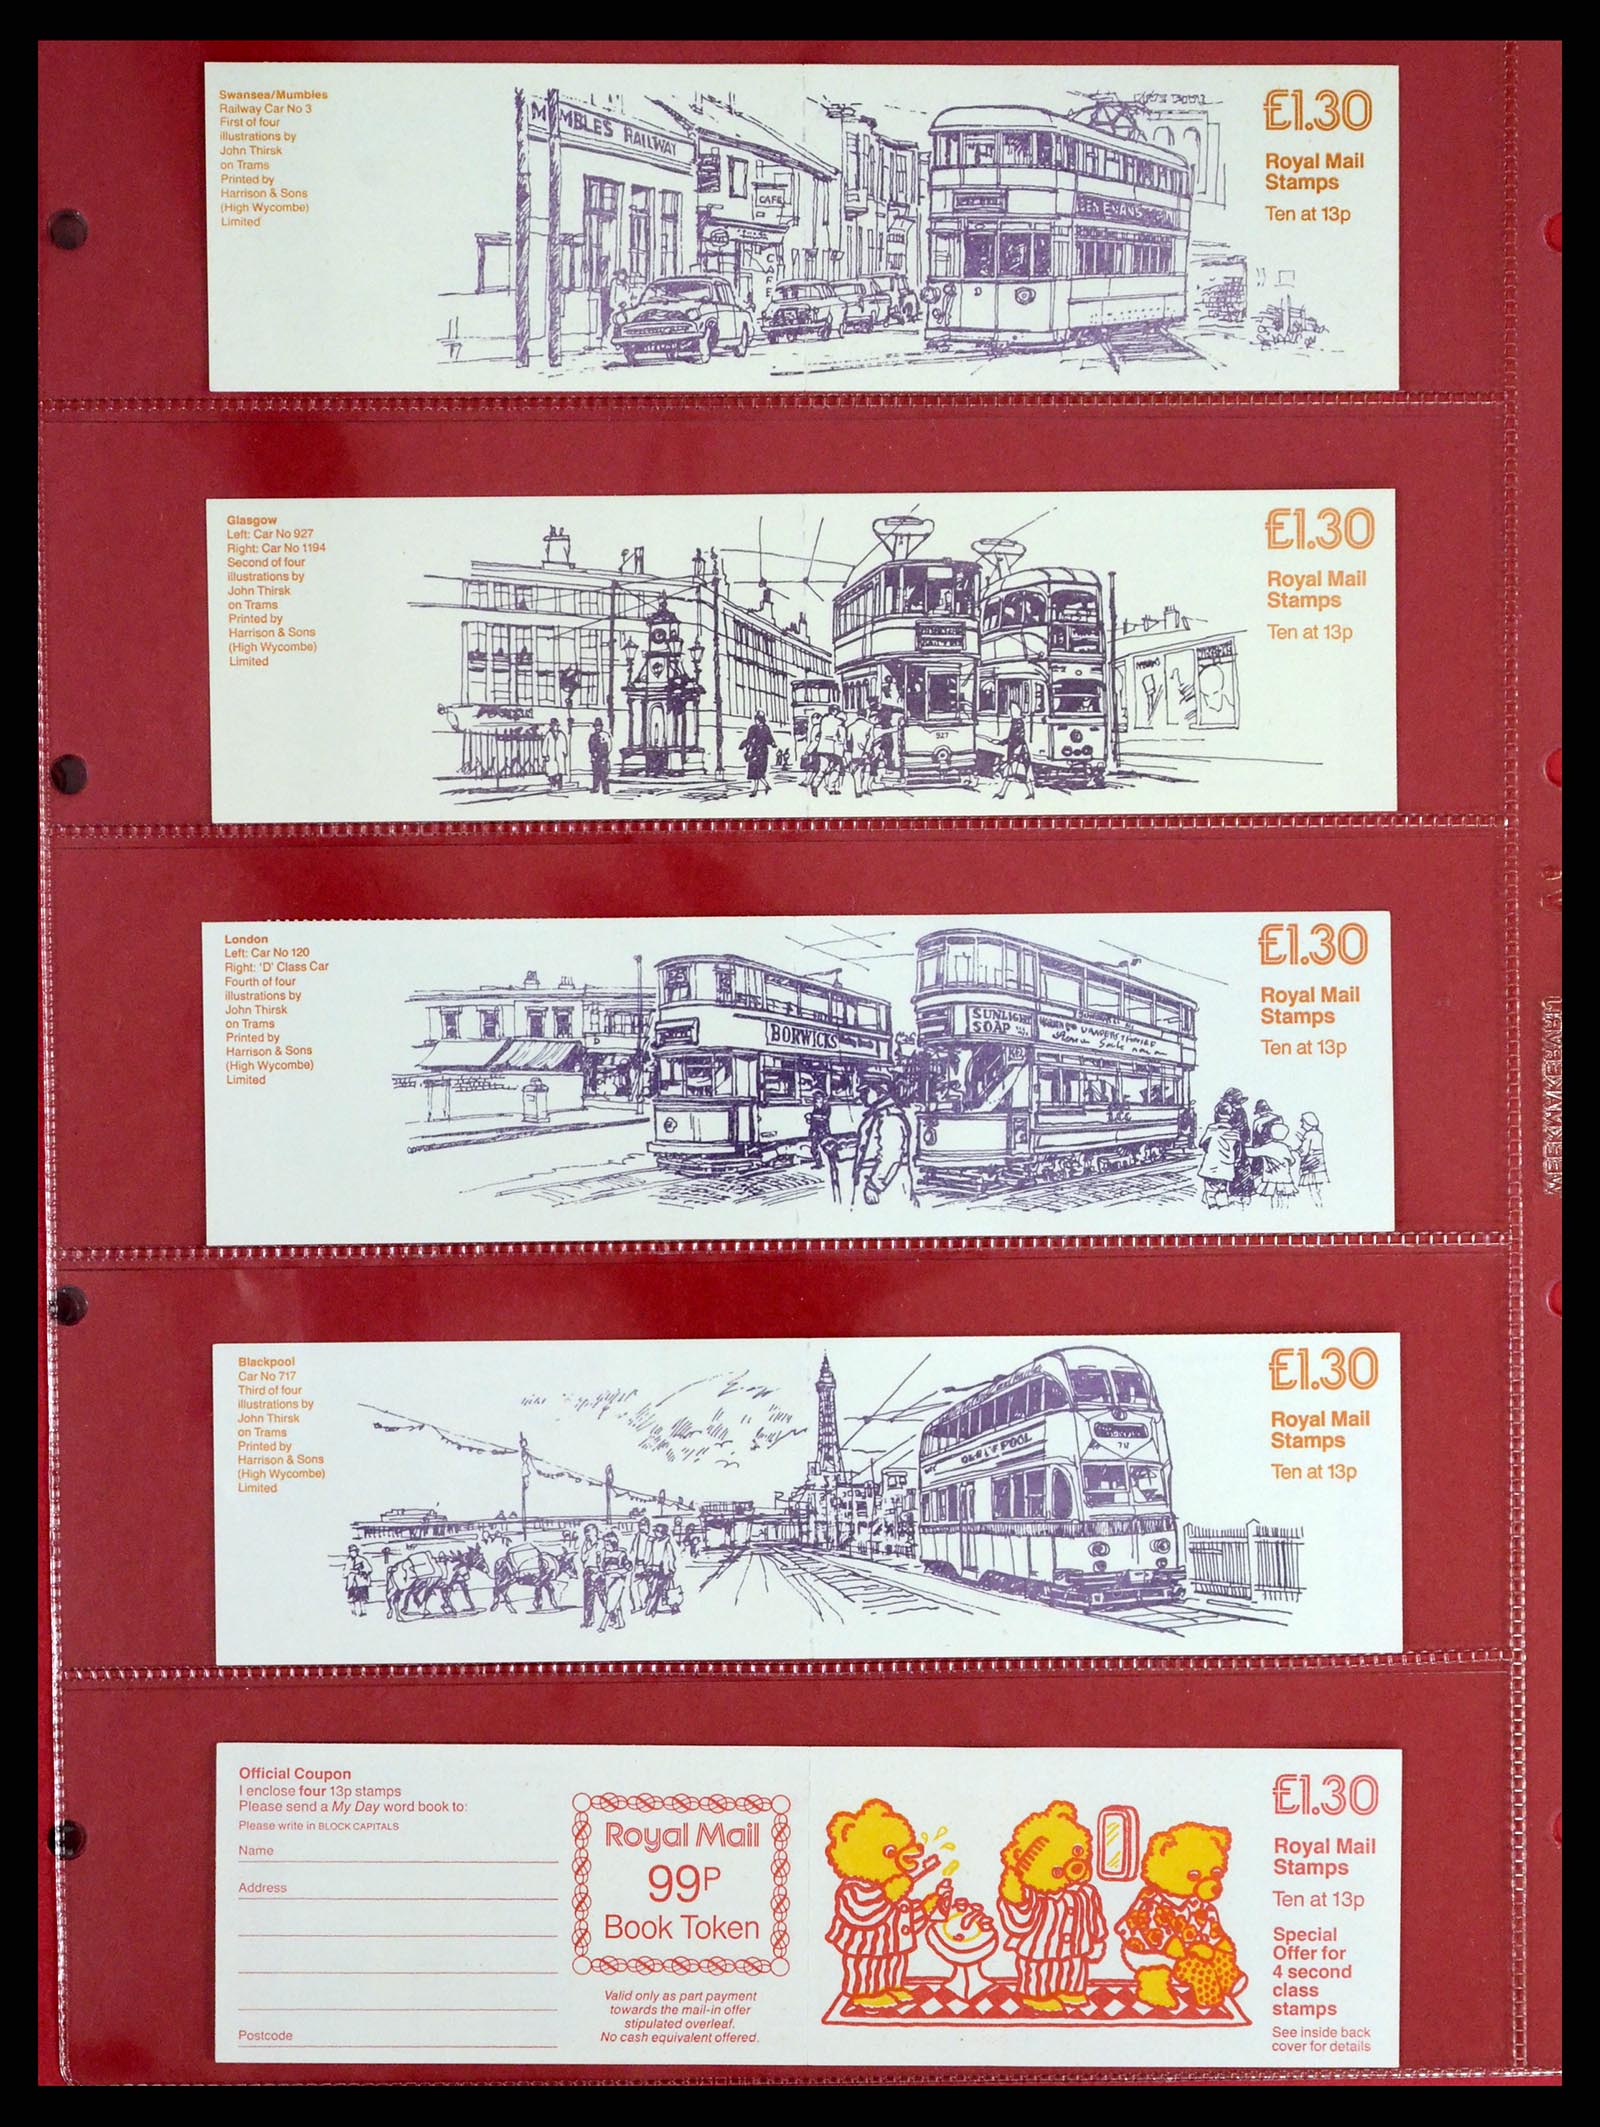 Swansea/Mumbles
Railway Car No 3
First of four
illustrations by
John Thirsk
on Trams
Printed by
Harrison & Sons
(High Wycombe)
Limited
MUMBLES RAILWAY
CAFE
CAFE
BEN EVANS
£1.30
Royal Mail
Stamps
Ten at 13p
Glasgow
Left: Car No 927
Right: Car No 1194
Second of four
illustrations by
John Thirsk
on Trams
Printed by
Harrison & Sons
(High Wycombe)
Limited
927
£1.30
Royal Mail
Stamps
Ten at 13p
London
Left: Car No 120
Right: 'D' Class Car
Fourth of four
illustrations by
John Thirsk
on Trams
Printed by
Harrison & Sons
(High Wycombe)
Limited
BORWICKS
SUNLIGHT
SOAP
£1.30
Royal Mail
Stamps
Ten at 13p
Blackpool
Car No 717
Third of four
illustrations by
John Thirsk
on Trams
Printed by
Harrison & Sons
(High Wycombe)
Limited
717
£1.30
Royal Mail
Stamps
Ten at 13p
Official Coupon
I enclose four 13p stamps
Please send a My Day word book to:
Please write in BLOCK CAPITALS
Name
Address
Postcode
Royal Mail
99P
Book Token
Valid only as part payment
towards the mail-in offer
stipulated overleaf.
No cash equivalent offered.
£1.30
Royal Mail
Stamps
Ten at 13p
Special
Offer for
4 second
class
stamps
See inside back
cover for details